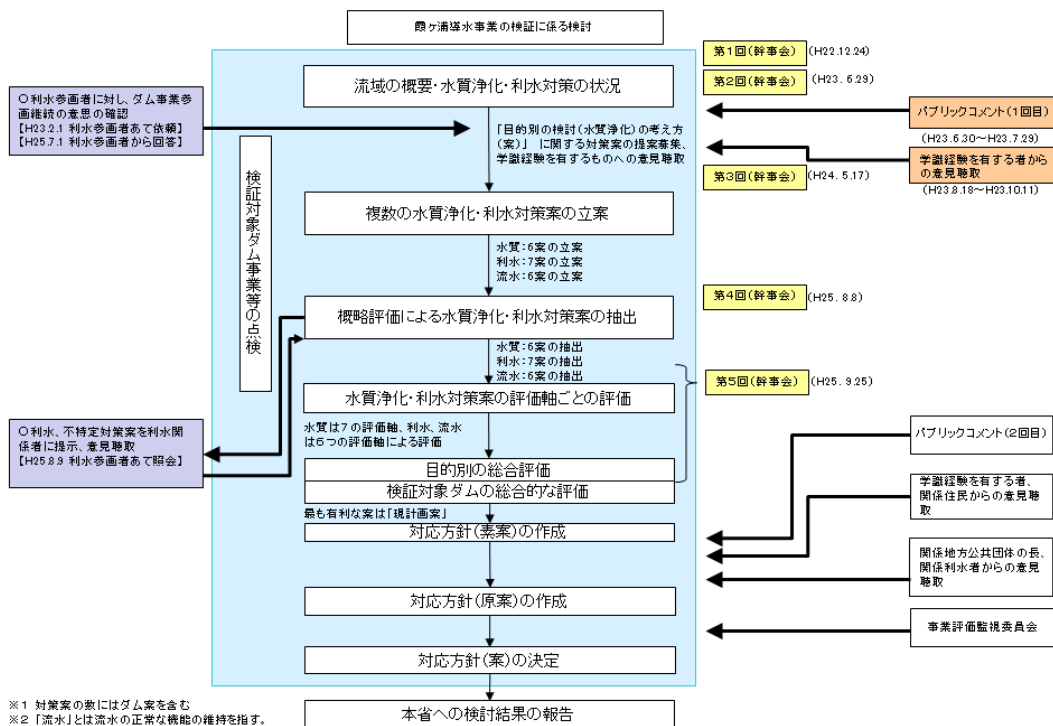 霞ヶ浦導水事業の検証に係る検討
第1回(幹事会)
(H22.12.24)
流域の概要・水質浄化・利水対策の状況
第2回(幹事会)
(H23.6.29)
○利水参画者に対し、ダム事業参
画継続の意思の確認
【H23.2.1 利水参画者あて依頼】
【H25.7.1 利水参画者から回答】
「目的別の検討(水質浄化)の考え方
(案)」 に関する対策案の提案募集、
学識経験を有するものへの意見聴取
パブリックコメント(1回目)
(H23.6.30～H23.7.29)
学識経験を有する者から
の意見聴取
(H23.8.18～H23.10.11)
第3回(幹事会)
(H24.5.17)
検証対象ダム事業等の点検
複数の水質浄化・利水対策案の立案
水質:6案の立案
利水:7案の立案
流水:6案の立案
第4回(幹事会)
(H25.8.8)
概略評価による水質浄化・利水対策案の抽出
水質:6案の抽出
利水:7案の抽出
流水:6案の抽出
第5回(幹事会)
(H25.9.25)
水質浄化・利水対策案の評価軸ごとの評価
水質は7の評価軸、利水、流水
は6つの評価軸による評価
○利水、不特定対策案を利水関
係者に提示、意見聴取
【H25.8.9 利水参画者あて照会】
目的別の総合評価
検証対象ダムの総合的な評価
最も有利な案は「現計画案」
対応方針(素案)の作成
パブリックコメント(2回目)
学識経験を有する者、
関係住民からの意見聴
取
関係地方公共団体の長、
関係利水者からの意見
聴取
対応方針(原案)の作成
事業評価監視委員会
対応方針(案)の決定
本省への検討結果の報告
※1 対策案の数にはダム案を含む
※2 「流水」とは流水の正常な機能の維持を指す。